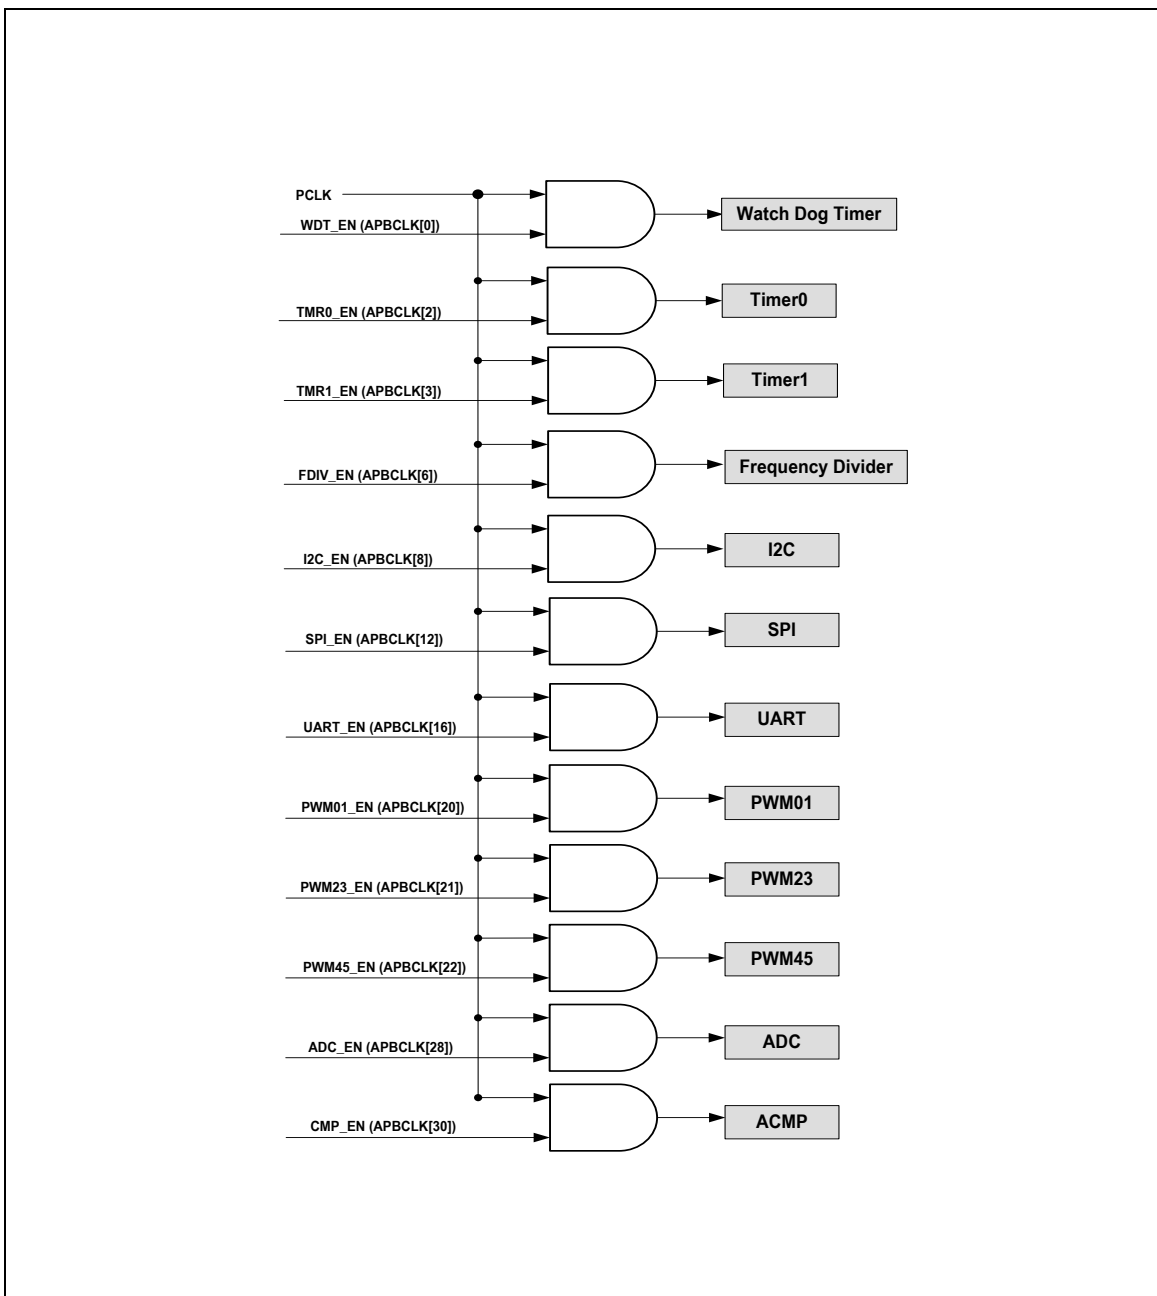 PCLK
WDT_EN (APBCLK[0])
Watch Dog Timer
TMR0_EN (APBCLK[2])
Timer0
TMR1_EN (APBCLK[3])
Timer1
FDIV_EN (APBCLK[6])
Frequency Divider
I2C_EN (APBCLK[8])
I2C
SPI_EN (APBCLK[12])
SPI
UART_EN (APBCLK[16])
UART
PWM01_EN (APBCLK[20])
PWM01
PWM23_EN (APBCLK[21])
PWM23
PWM45_EN (APBCLK[22])
PWM45
ADC_EN (APBCLK[28])
ADC
CMP_EN (APBCLK[30])
ACMP